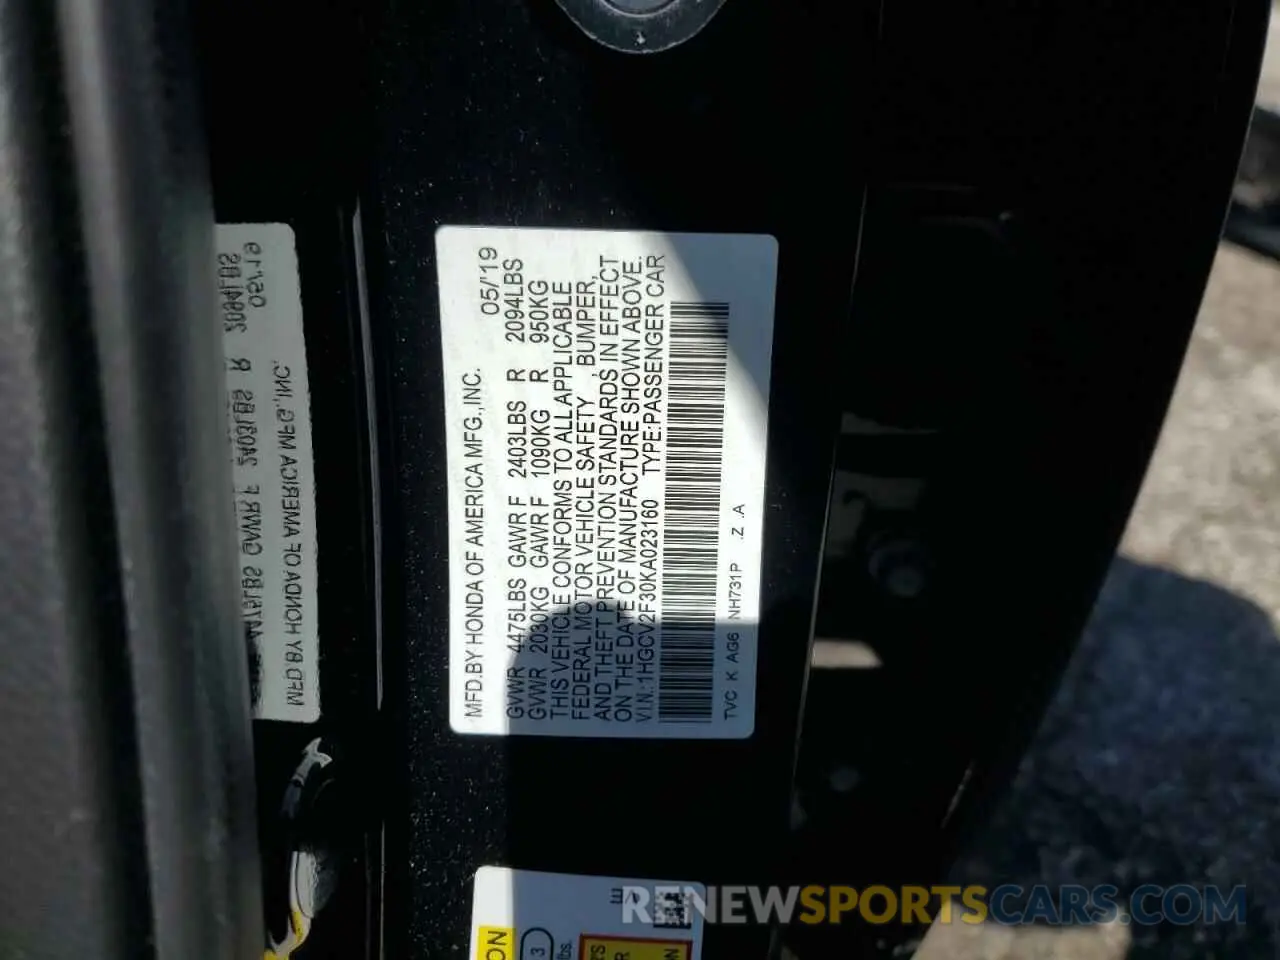 MFD.BY HONDA OF AMERICA MFG.,INC. 05/'19
GVWR 4475LBS GAWR F 2403LBS R 2094LBS
GVWR 2030KG GAWR F 1090KG R 950KG
THIS VEHICLE CONFORMS TO ALL APPLICABLE
FEDERAL MOTOR VEHICLE SAFETY BUMPER,
AND THEFT PREVENTION STANDARDS IN EFFECT
ON THE DATE OF MANUFACTURE SHOWN ABOVE.
V.I.N.: 1HGCV2F30KA023160 TYPE:PASSENGER CAR
TVC K AG6 NH731P .Z .A
3
lbs.
RENEWSPORTSCARS.COM